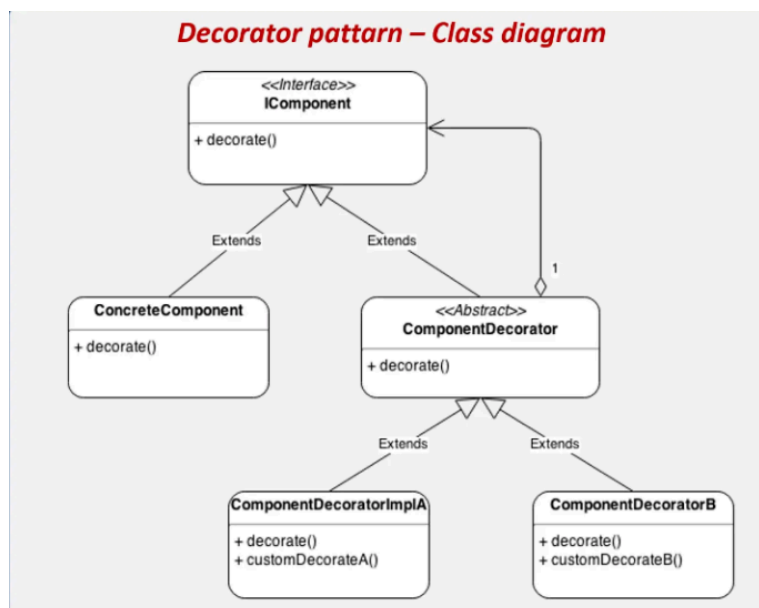 Decorator pattarn – Class diagram
<<Interface>>
IComponent
+ decorate()
Extends
Extends
1
ConcreteComponent
+ decorate()
<<Abstract>>
ComponentDecorator
+ decorate()
Extends
Extends
ComponentDecoratorImplA
+ decorate()
+ customDecorateA()
ComponentDecoratorB
+ decorate()
+ customDecorateB()